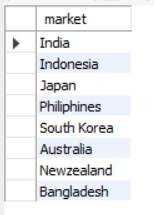 market
India
Indonesia
Japan
Philiphines
South Korea
Australia
Newzealand
Bangladesh